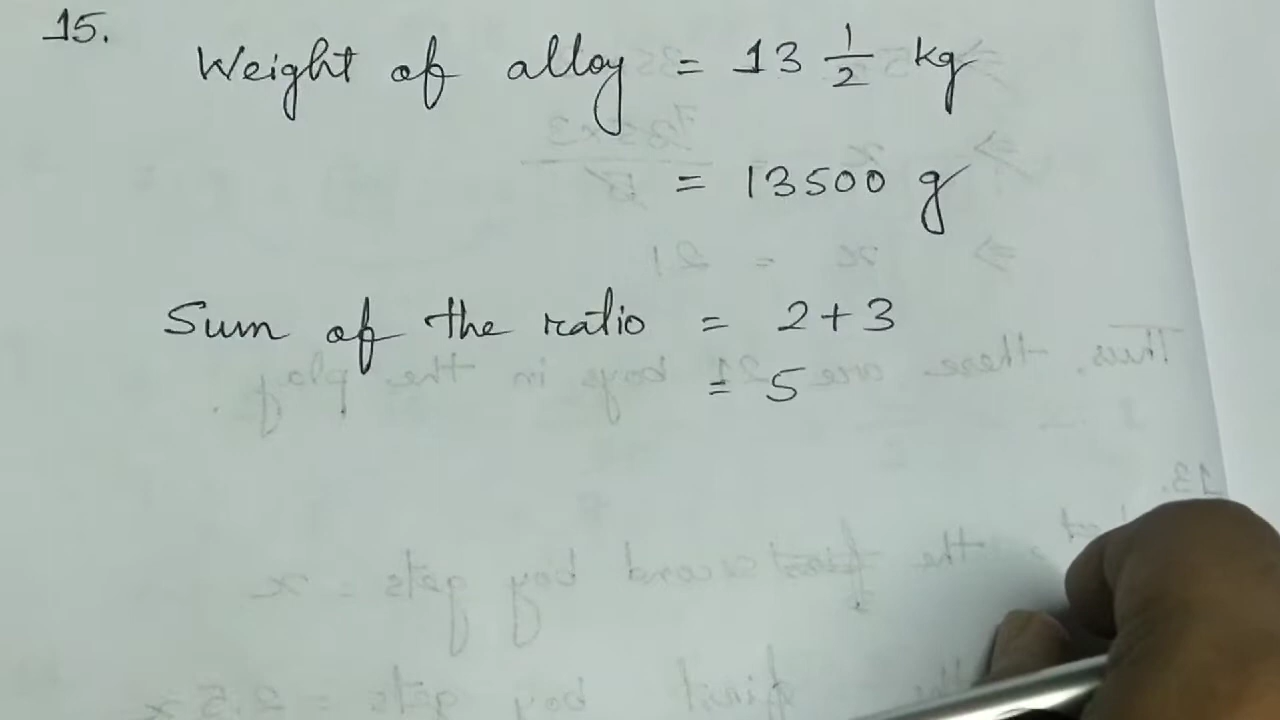 15.
Weight of alloy = 13 1/2 kg
= 13500 g
Sum of the ratio = 2+3
= 5